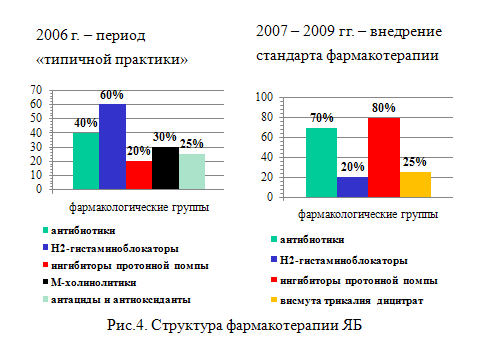 2006 г. – период
«типичной практики»
70
60
50
40
30
20
10
0
40%
60%
20%
30%
25%
фармакологические группы
антибиотики
H2-гистаминоблокаторы
ингибиторы протонной помпы
М-холинолитики
антациды и антиоксиданты
2007 – 2009 гг. – внедрение
стандарта фармакотерапии
100
80
60
40
20
0
70%
20%
80%
25%
фармакологические группы
антибиотики
H2-гистаминоблокаторы
ингибиторы протонной помпы
висмута трикалия дицитрат
Рис.4. Структура фармакотерапии ЯБ